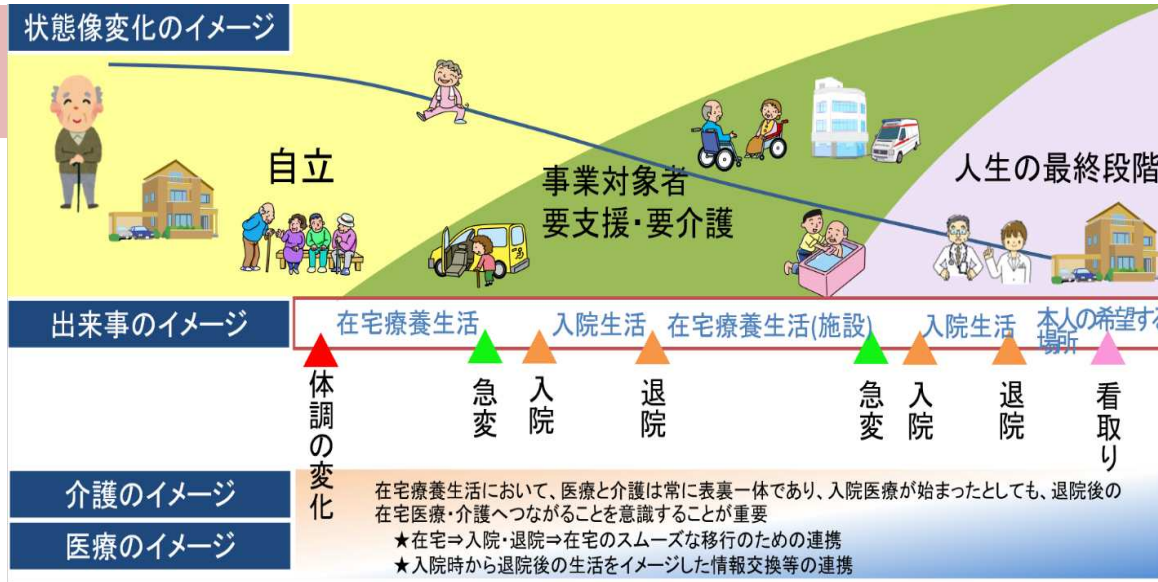 状態像変化のイメージ
自立
事業対象者
要支援・要介護
人生の最終段階
出来事のイメージ
在宅療養生活
入院生活
在宅療養生活(施設)
入院生活
本人の希望する
場所
体調の変化
急変
入院
退院
急変
入院
退院
看取り
介護のイメージ
医療のイメージ
在宅療養生活において、医療と介護は常に表裏一体であり、入院医療が始まったとしても、退院後の
在宅医療・介護へつながることを意識することが重要
★在宅⇒入院・退院⇒在宅のスムーズな移行のための連携
★入院時から退院後の生活をイメージした情報交換等の連携